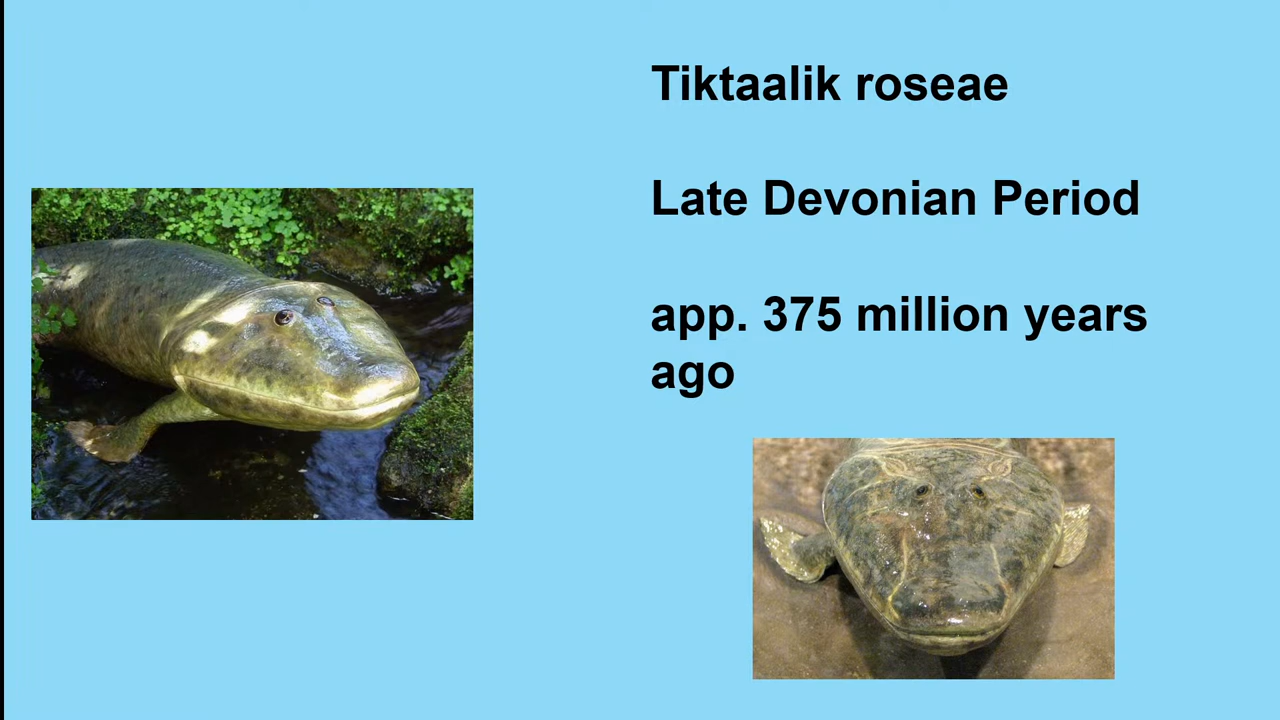 Tiktaalik roseae
Late Devonian Period
app. 375 million years
ago